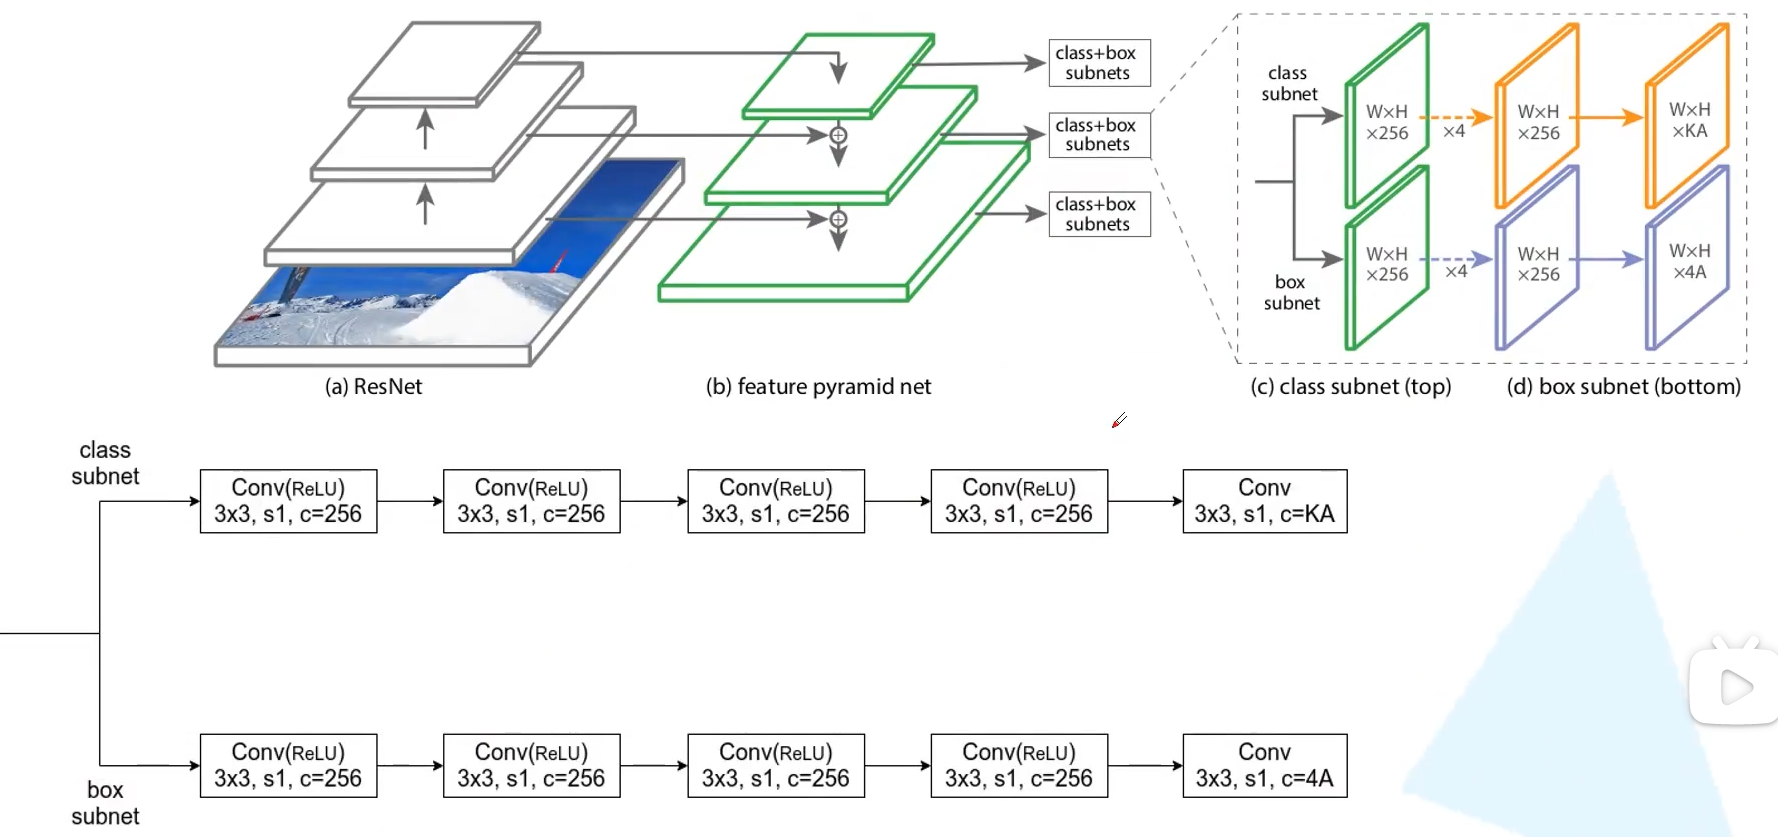 class+box
subnets
class+box
subnets
class+box
subnets
class
subnet
W×H
×256
×4
W×H
×256
W×H
×KA
box
subnet
W×H
×256
×4
W×H
×256
W×H
×4A
(a) ResNet
(b) feature pyramid net
(c) class subnet (top)
(d) box subnet (bottom)
class
subnet
Conv(ReLU)
3x3, s1, c=256
Conv(ReLU)
3x3, s1, c=256
Conv(ReLU)
3x3, s1, c=256
Conv(ReLU)
3x3, s1, c=256
Conv
3x3, s1, c=KA
box
subnet
Conv(ReLU)
3x3, s1, c=256
Conv(ReLU)
3x3, s1, c=256
Conv(ReLU)
3x3, s1, c=256
Conv(ReLU)
3x3, s1, c=256
Conv
3x3, s1, c=4A